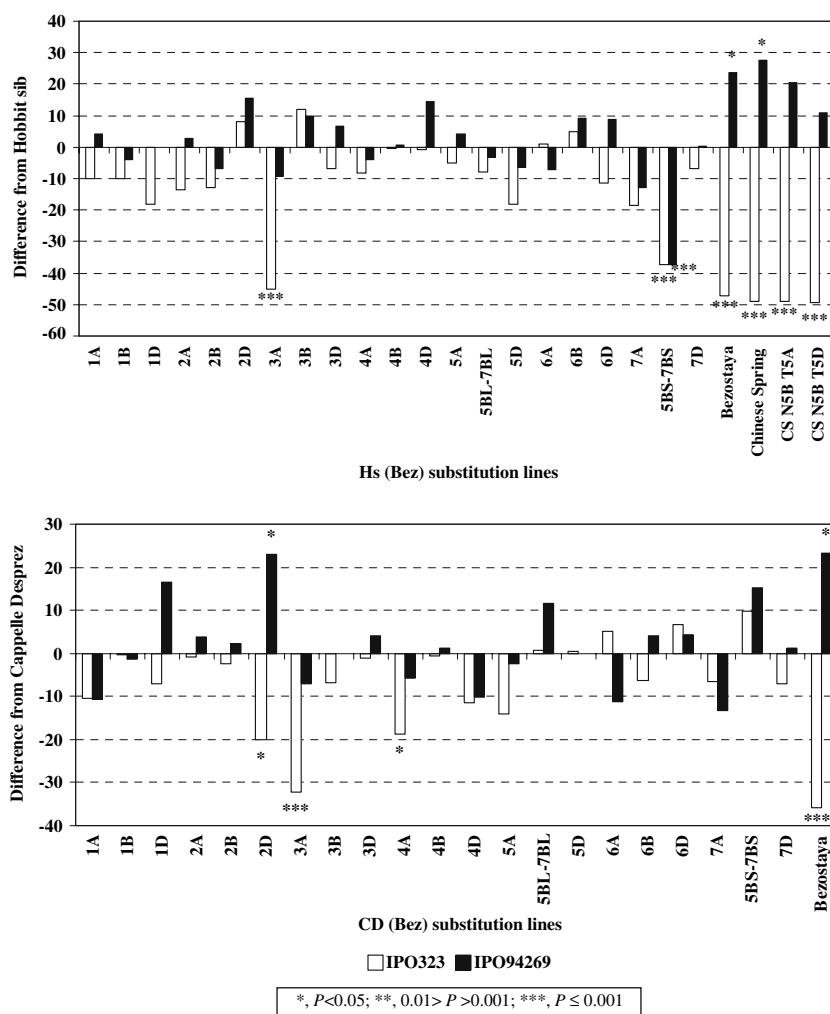 40
30
20
10
0
-10
-20
-30
-40
-50
-60
Difference from Hobbit sib
*** *** *** *** * *** * *** ***
1A 1B 1D 2A 2B 2D 3A 3B 3D 4A 4B 4D 5A 5BL-7BL 5D 6A 6B 6D 7A 5BS-7BS 7D Bezostaya Chinese Spring CS N5B T5A CS N5B T5D
Hs (Bez) substitution lines
30
20
10
0
-10
-20
-30
-40
Difference from Cappelle Desprez
* * *** * * ***
1A 1B 1D 2A 2B 2D 3A 3B 3D 4A 4B 4D 5A 5BL-7BL 5D 6A 6B 6D 7A 5BS-7BS 7D Bezostaya
CD (Bez) substitution lines
IPO323 IPO94269
*, P<0.05; **, 0.01> P >0.001; ***, P ≤ 0.001